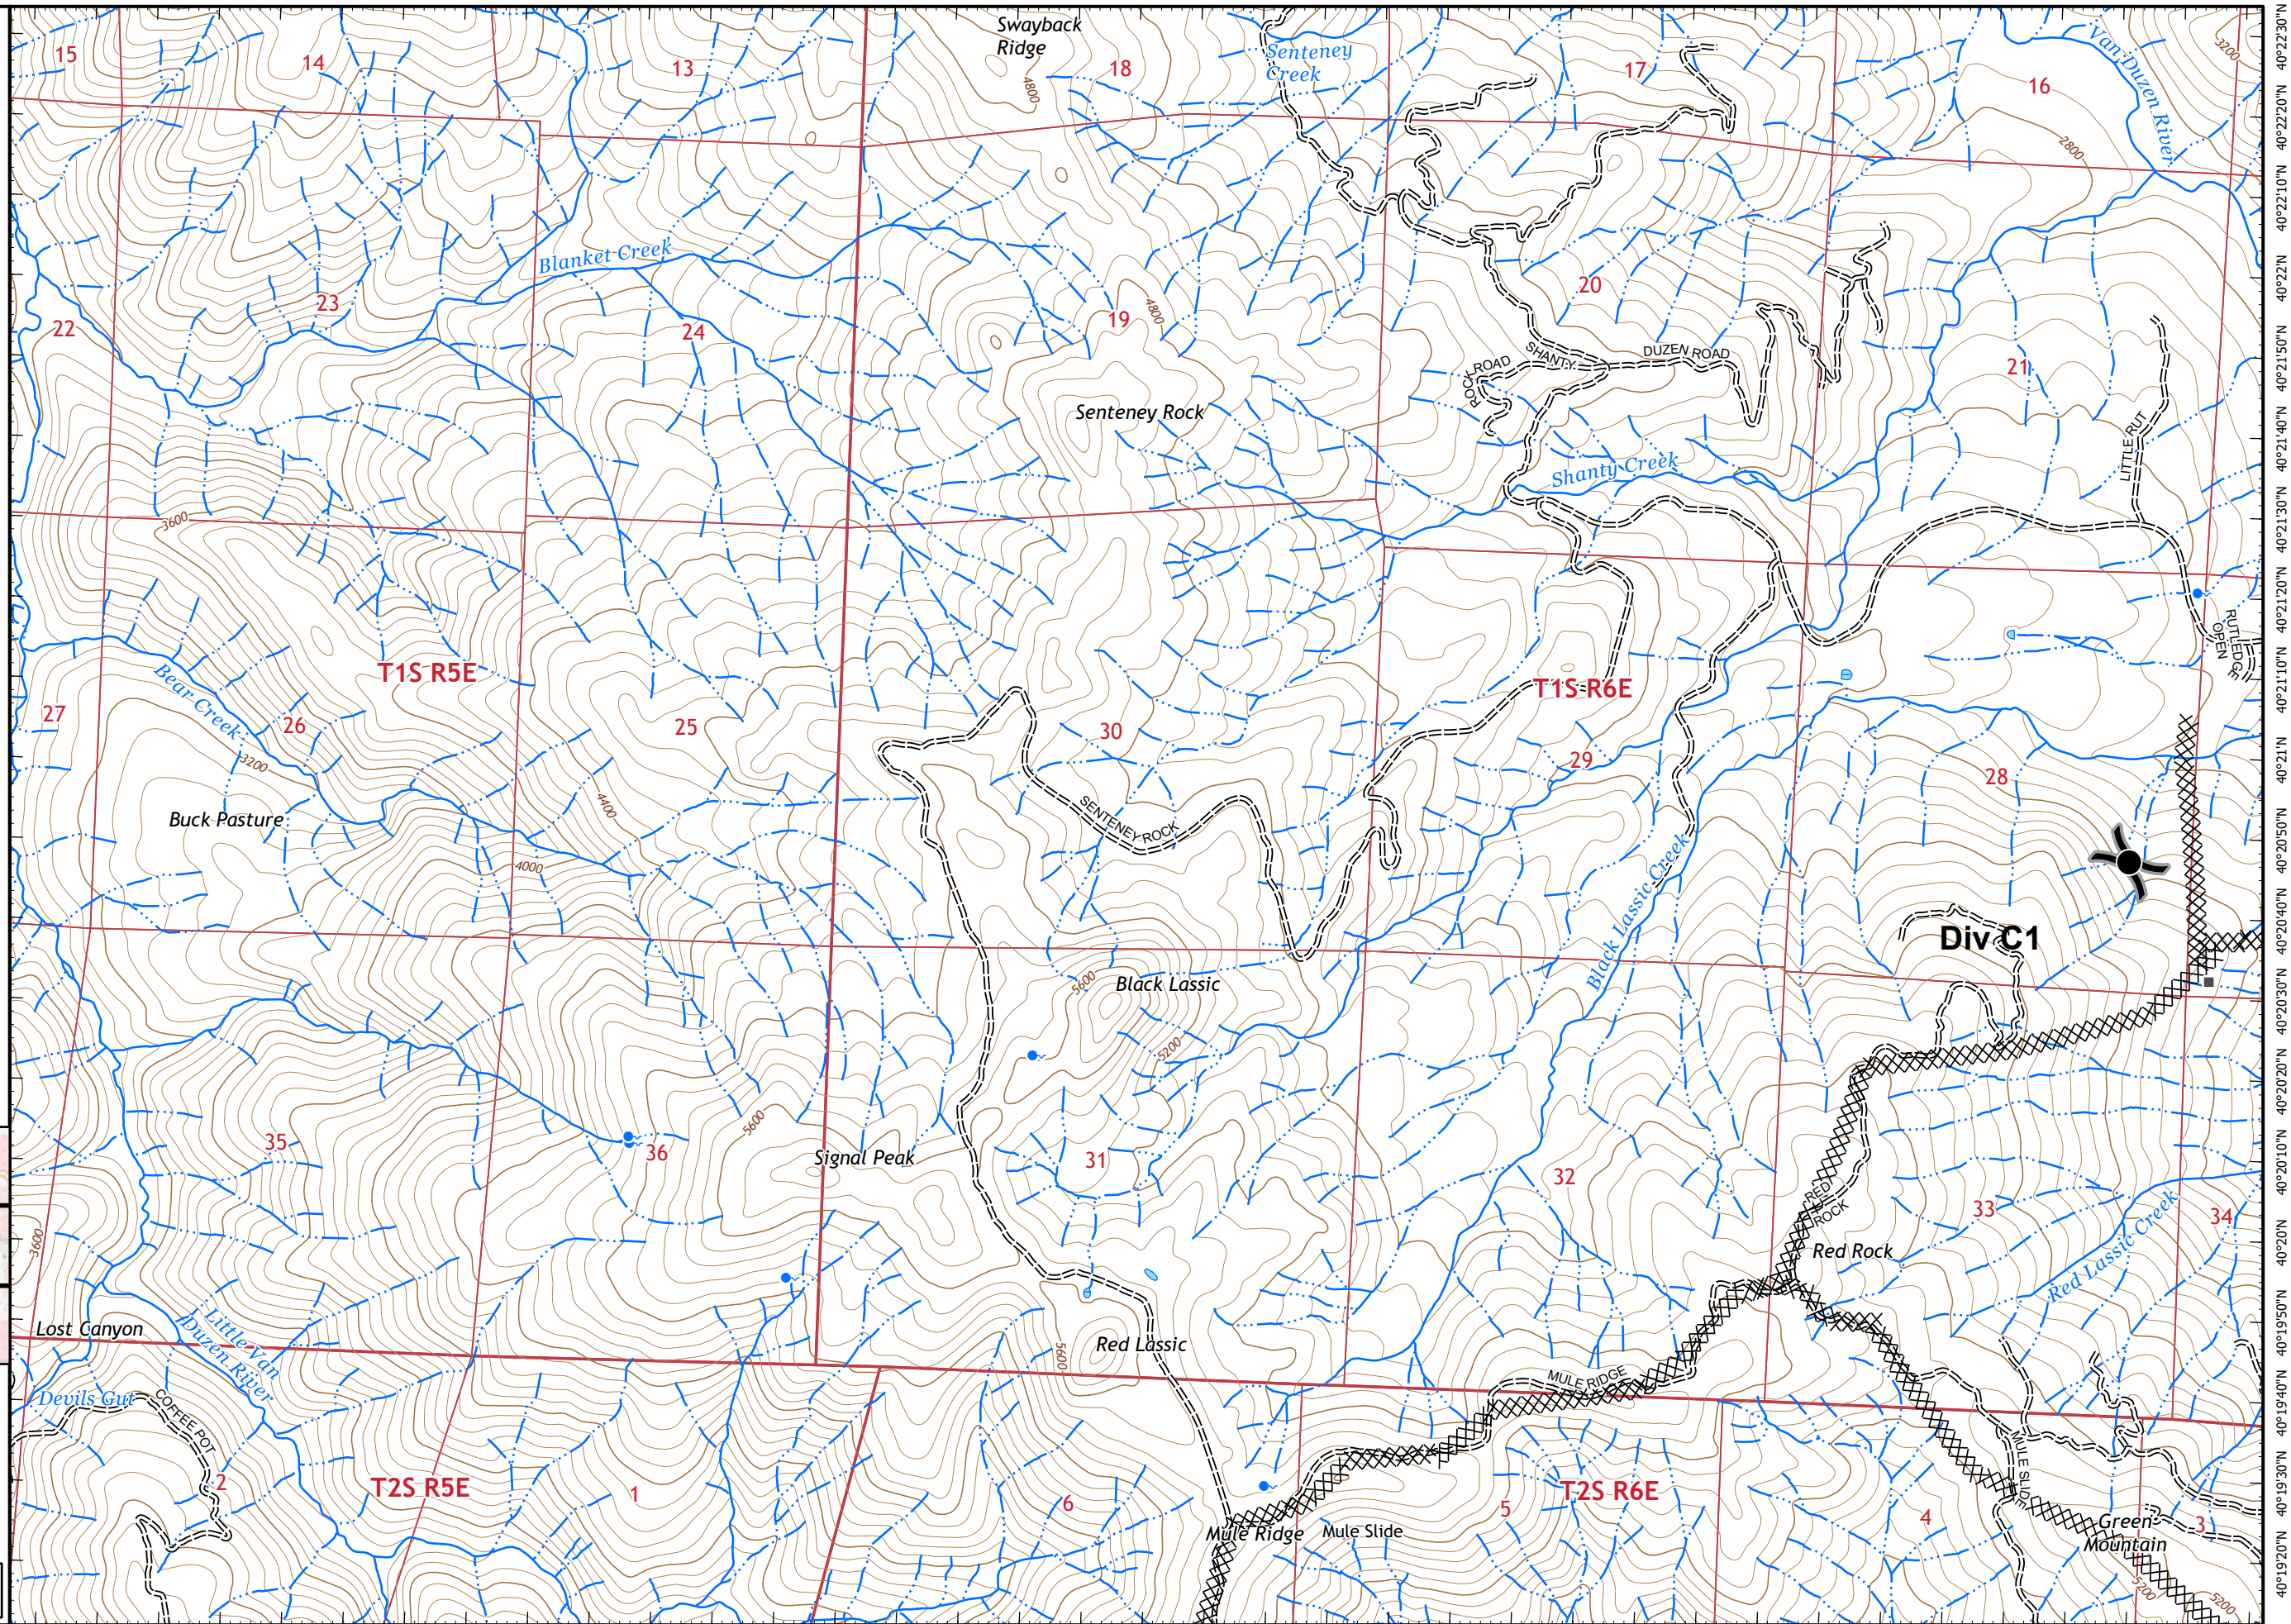 Swayback
Ridge
Senteney
Creek
Van Duzen River
15
14
13
18
17
16
3200
4800
2800
40°22'30"N
40°22'20"N
40°22'10"N
40°22'N
40°21'50"N
40°21'40"N
40°21'30"N
40°21'20"N
40°21'10"N
40°21'N
40°20'50"N
40°20'40"N
40°20'30"N
40°20'20"N
40°20'10"N
40°20'N
40°19'50"N
40°19'40"N
40°19'30"N
40°19'20"N
Blanket Creek
22
23
24
19
4800
20
21
ROCK ROAD
SHANTY
DUZEN ROAD
Senteney Rock
LITTLE RUT
Shanty Creek
3600
RUTLEDGE
OPEN
T1S R5E
T1S R6E
Bear Creek
27
26
25
30
29
28
3200
4400
4000
Buck Pasture
SENTENEY ROCK
Black Lassic Creek
Div C1
5600
Black Lassic
5200
35
36
5600
Signal Peak
31
32
33
34
RED
ROCK
Red Rock
Red Lassic Creek
3600
Lost Canyon
Little Van
Duzen River
Red Lassic
5600
Devils Gut
COFFEE POT
MULE RIDGE
MULE SLIDE
2
T2S R5E
1
6
5
T2S R6E
4
3
Mule Ridge
Mule Slide
Green
Mountain
5200
5200